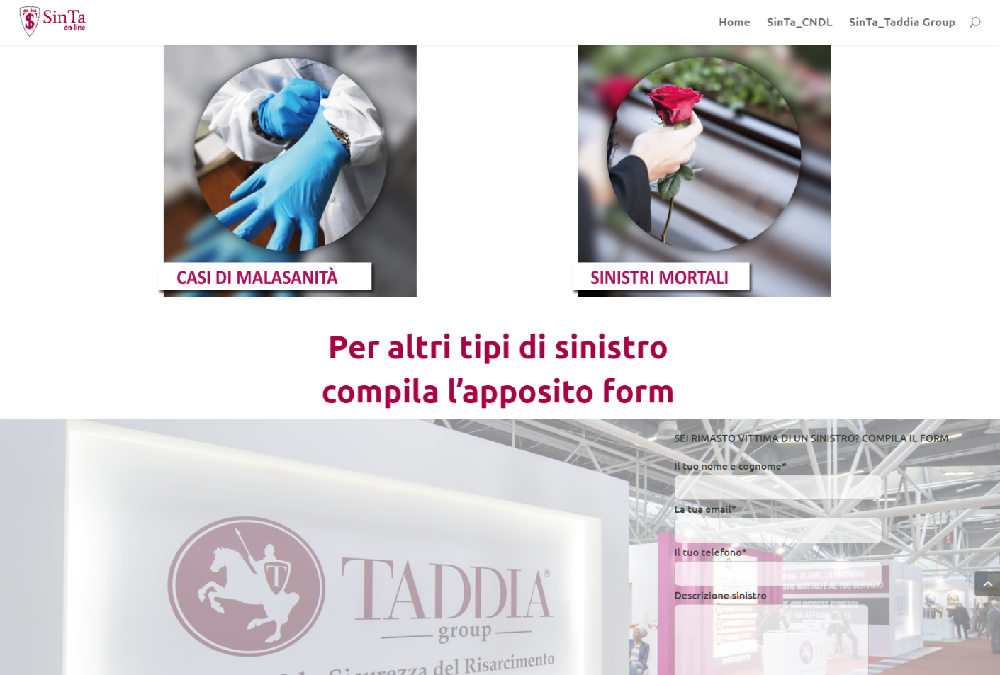 on-line
SinTa
on-line
Home
SinTa_CNDL
SinTa_Taddia Group
CASI DI MALASANITÀ
SINISTRI MORTALI
Per altri tipi di sinistro
compila l’apposito form
SEI RIMASTO VITTIMA DI UN SINISTRO? COMPILA IL FORM.
Il tuo nome e cognome*
La tua email*
Il tuo telefono*
Descrizione sinistro
T
TADDIA®
group
Sicurezza del Risarcimento